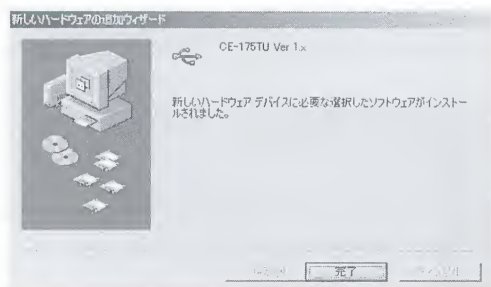 新しいハードウェアの追加ウィザード
CE-175TU Ver 1.x
新しいハードウェア デバイスに必要な選択したソフトウェアがインストー
ルされました。
完了